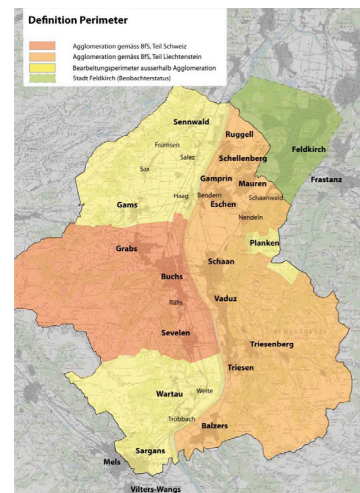 Definition Perimeter
Agglomeration gemäss BfS, Teil Schweiz
Agglomeration gemäss BfS, Teil Liechtenstein
Bearbeitungsperimeter ausserhalb Agglomeration
Stadt Feldkirch (Beobachterstatus)
Sennwald
Ruggell
Frümsen
Salez
Schellenberg
Feldkirch
Sax
Gamprin
Mauren
Frastanz
Haag
Bendern
Schaanwald
Gams
Eschen
Nendeln
Planken
Grabs
Schaan
Buchs
Räfis
Vaduz
Sevelen
Triesenberg
Triesen
Wartau
Weite
Trübbach
Balzers
Sargans
Mels
Vilters-Wangs